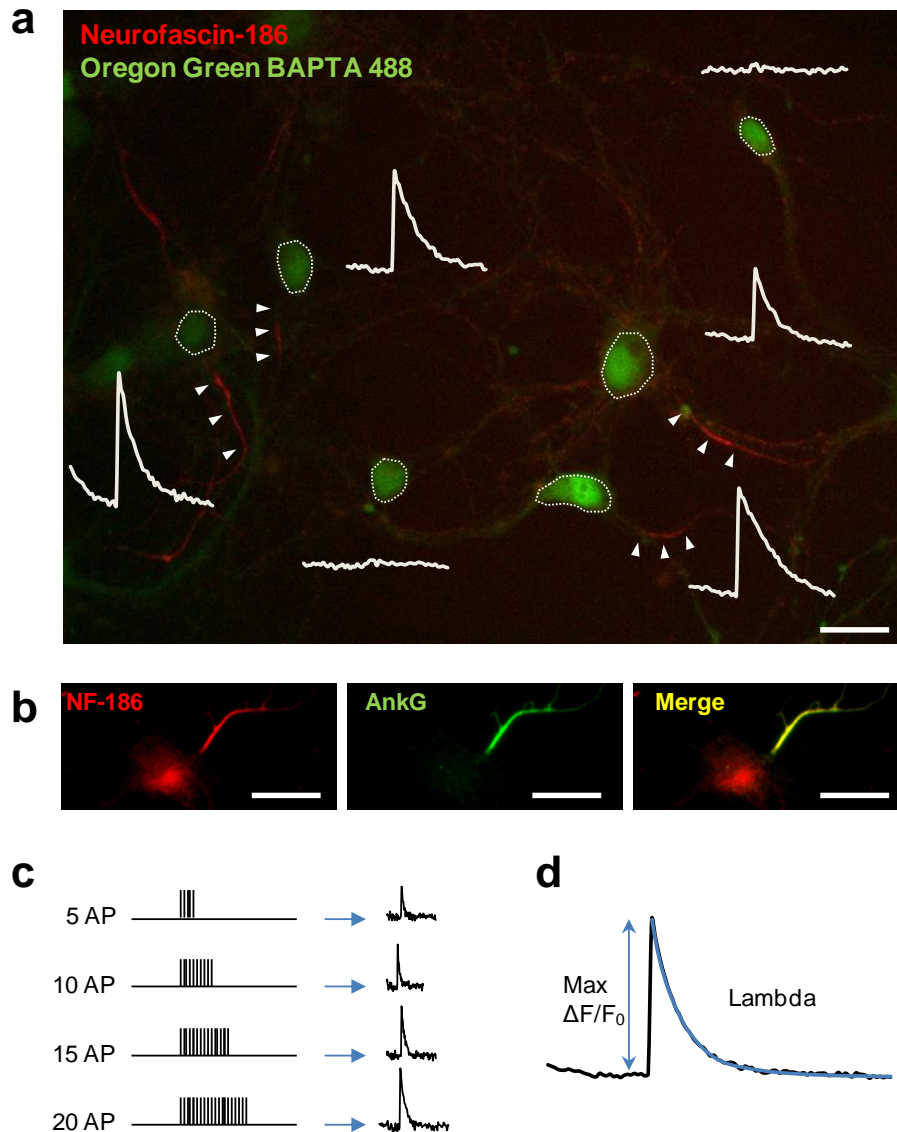 a
Neurofascin-186
Oregon Green BAPTA 488
b
NF-186
AnkG
Merge
c
5 AP
10 AP
15 AP
20 AP
d
Max
ΔF/F₀
Lambda